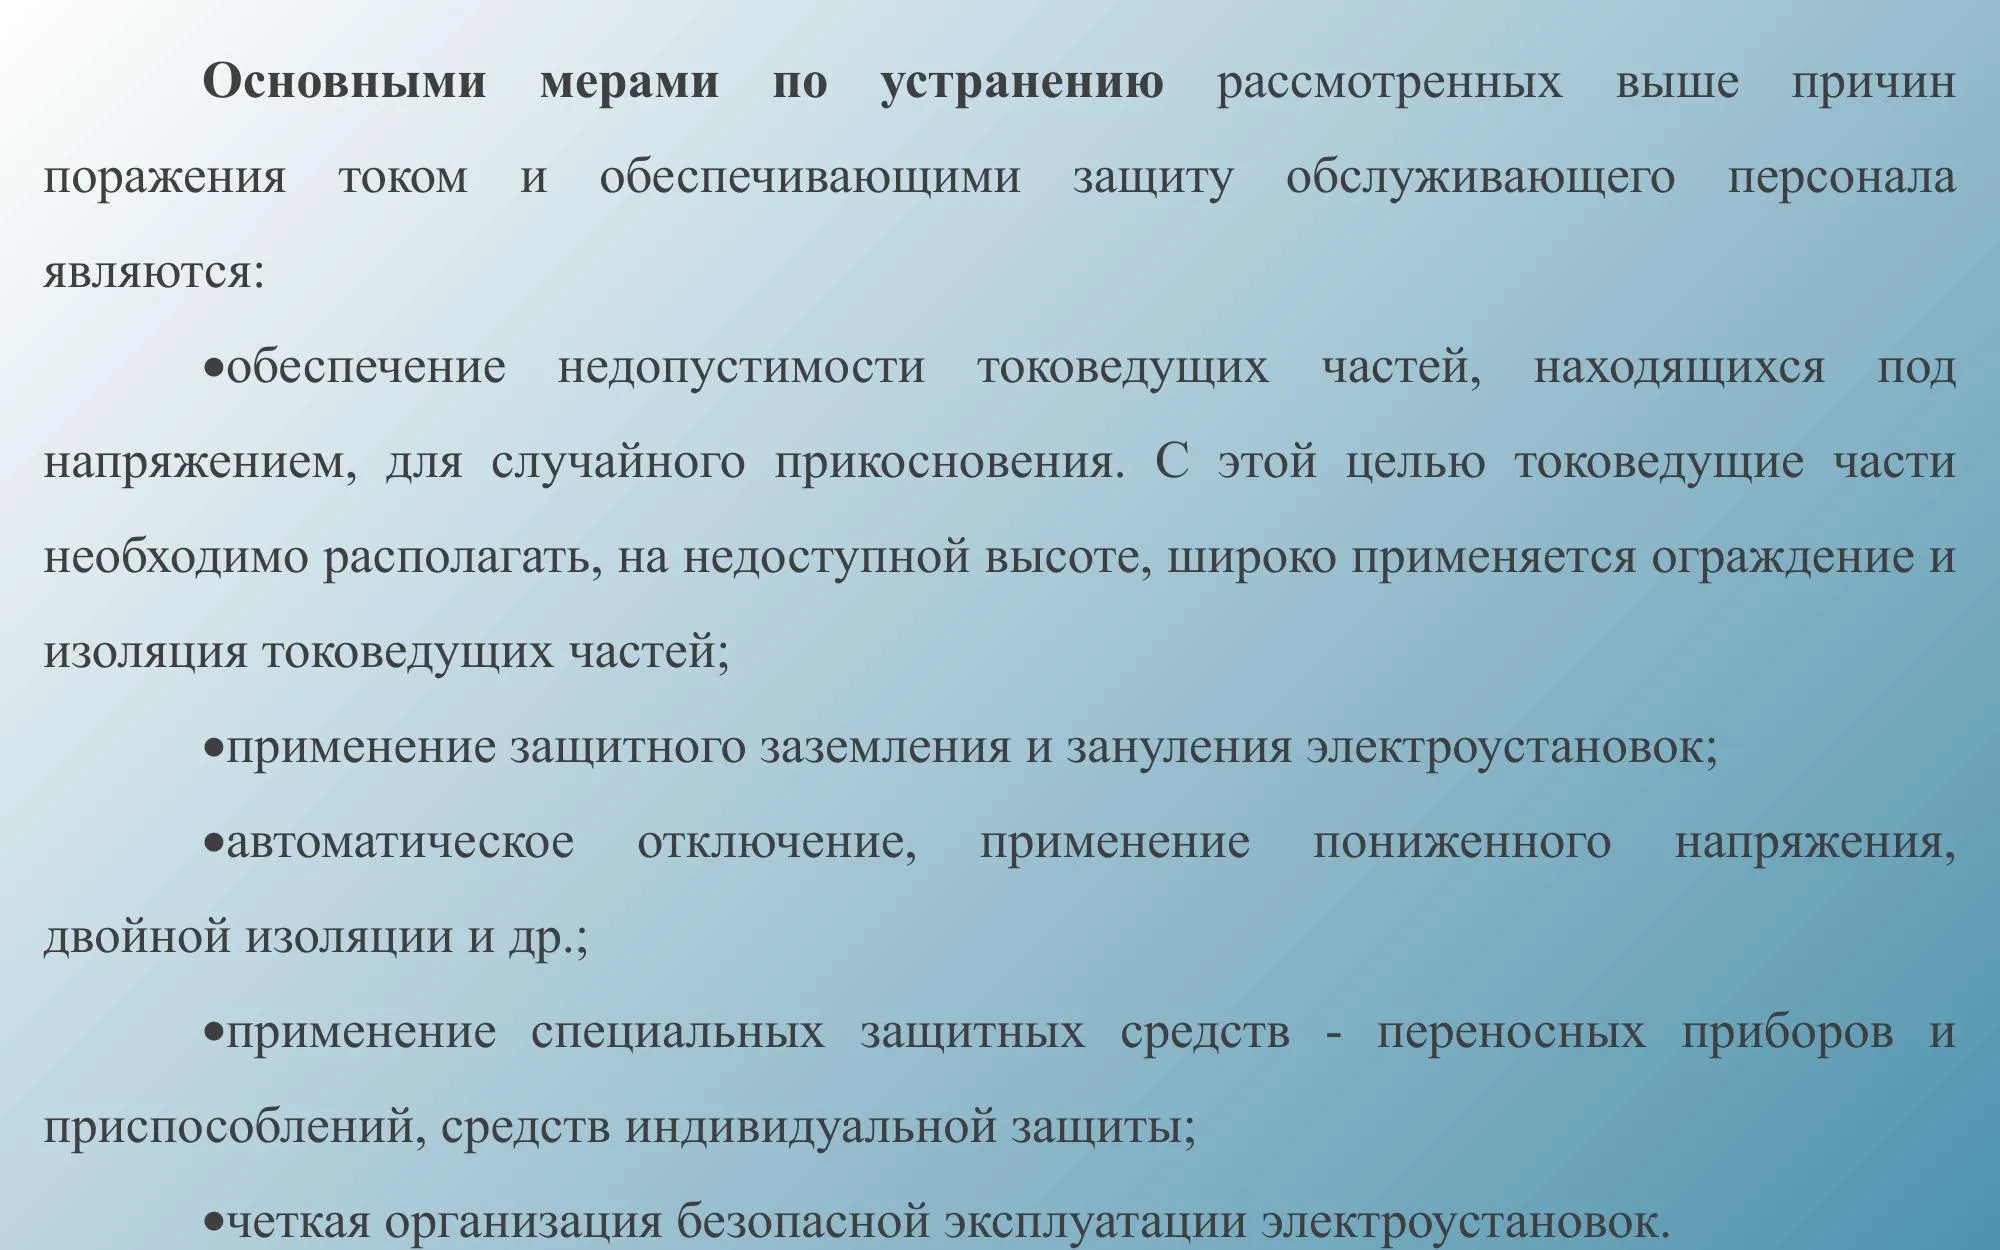 Основными мерами по устранению рассмотренных выше причин
поражения током и обеспечивающими защиту обслуживающего персонала
являются:
•обеспечение недопустимости токоведущих частей, находящихся под
напряжением, для случайного прикосновения. С этой целью токоведущие части
необходимо располагать, на недоступной высоте, широко применяется ограждение и
изоляция токоведущих частей;
•применение защитного заземления и зануления электроустановок;
•автоматическое отключение, применение пониженного напряжения,
двойной изоляции и др.;
•применение специальных защитных средств - переносных приборов и
приспособлений, средств индивидуальной защиты;
•четкая организация безопасной эксплуатации электроустановок.